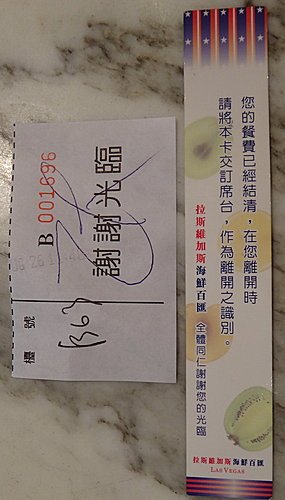 B 001696
謝謝光臨
檯號
B63
您的餐費已經結清，在您離開時
請將本卡交訂席台，作為離開之識別。
拉斯維加斯海鮮百匯 全體同仁謝謝您的光臨
拉斯維加斯海鮮百匯
LAS VEGAS